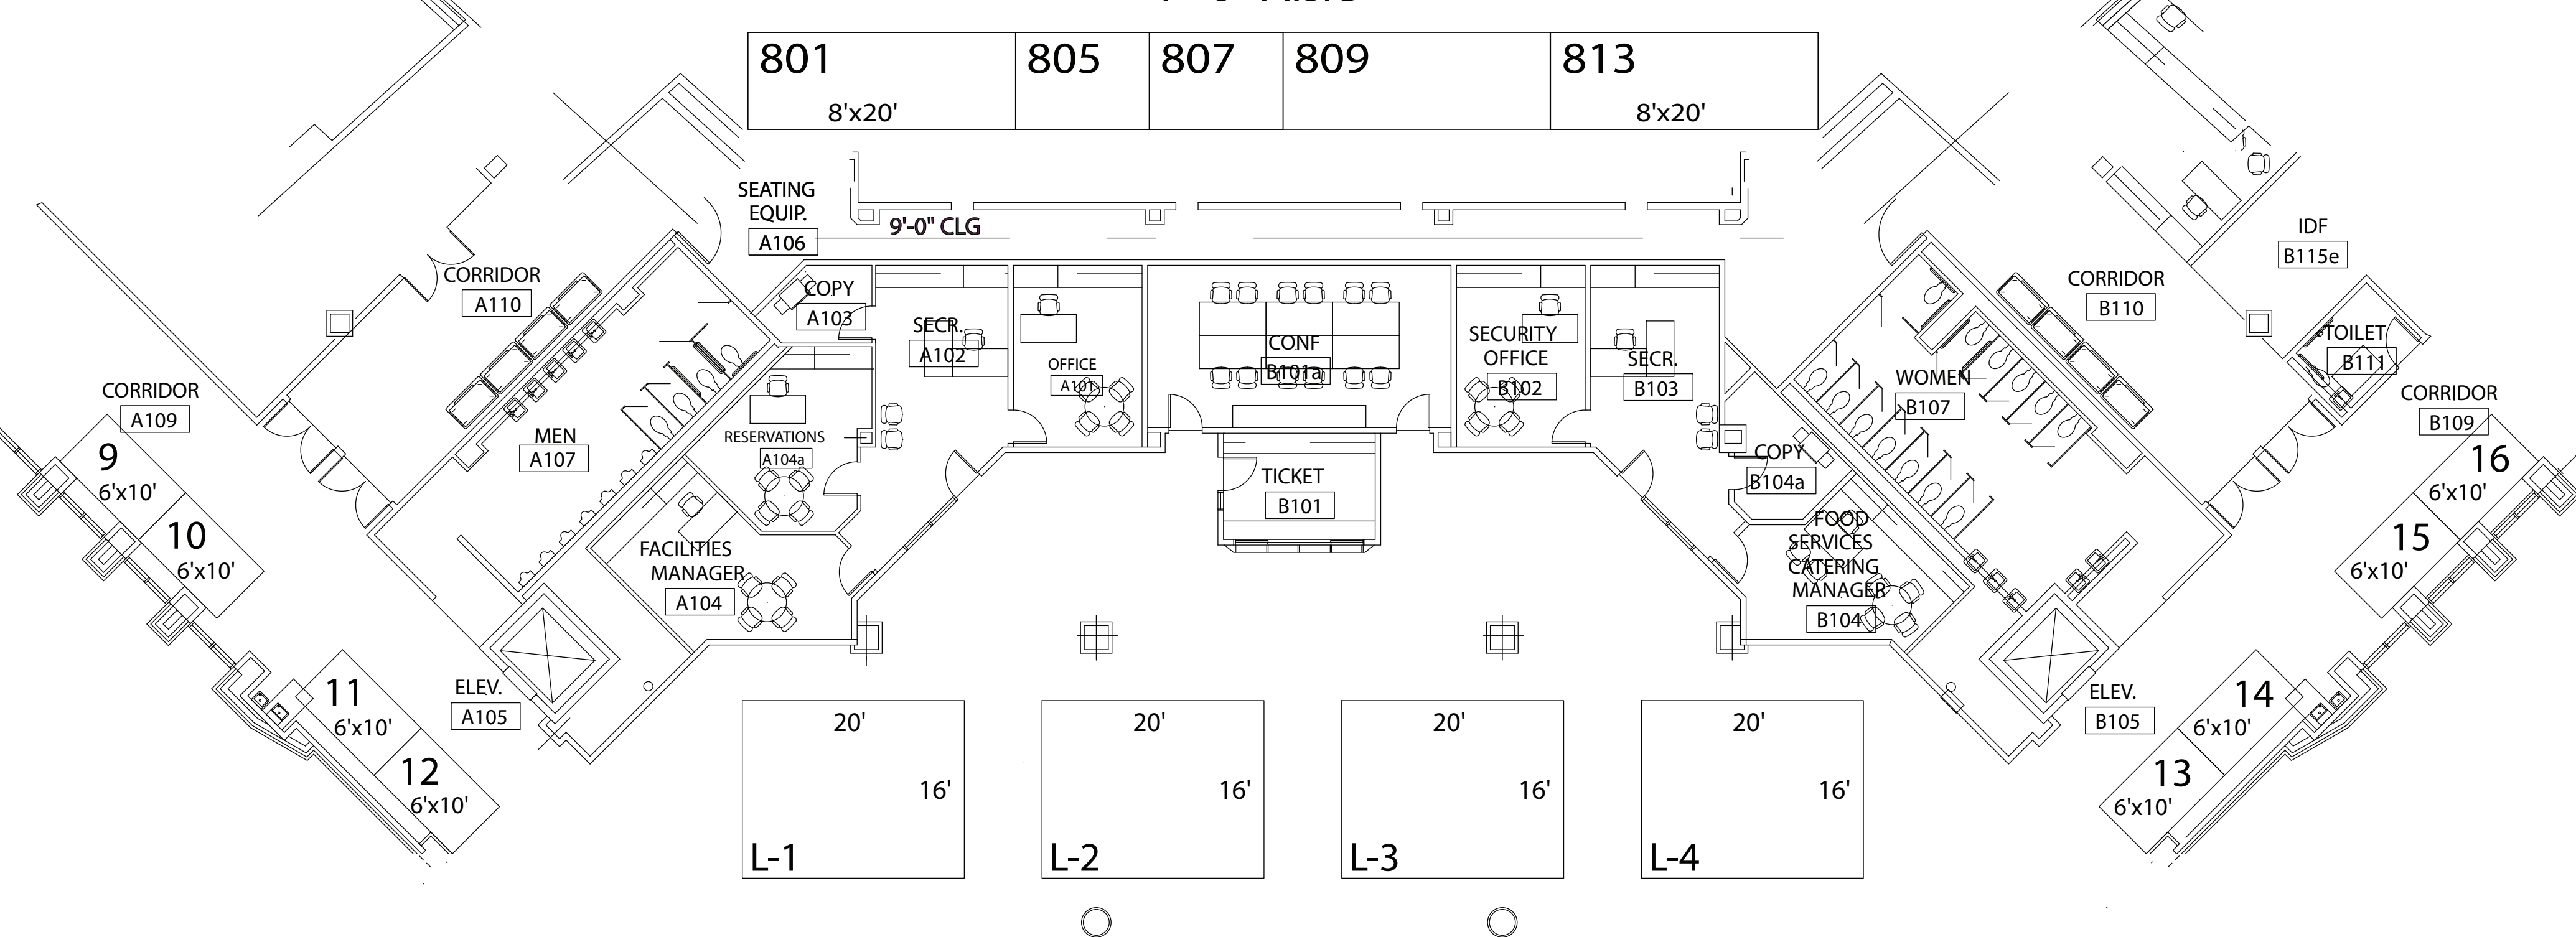 801
805
807
809
813
8'x20'
8'x20'
SEATING
EQUIP.
A106
9'-0" CLG
IDF
B115e
CORRIDOR
A110
COPY
A103
CORRIDOR
B110
SECR.
A102
OFFICE
A101
CONF
B101a
SECURITY
OFFICE
B102
SECR.
B103
WOMEN
B107
TOILET
B111
CORRIDOR
A109
CORRIDOR
B109
MEN
A107
RESERVATIONS
A104a
TICKET
B101
COPY
B104a
9
6'x10'
10
6'x10'
16
6'x10'
15
6'x10'
FACILITIES
MANAGER
A104
FOOD
SERVICES
CATERING
MANAGER
B104
11
6'x10'
12
6'x10'
ELEV.
A105
ELEV.
B105
14
6'x10'
13
6'x10'
20'
16'
L-1
20'
16'
L-2
20'
16'
L-3
20'
16'
L-4